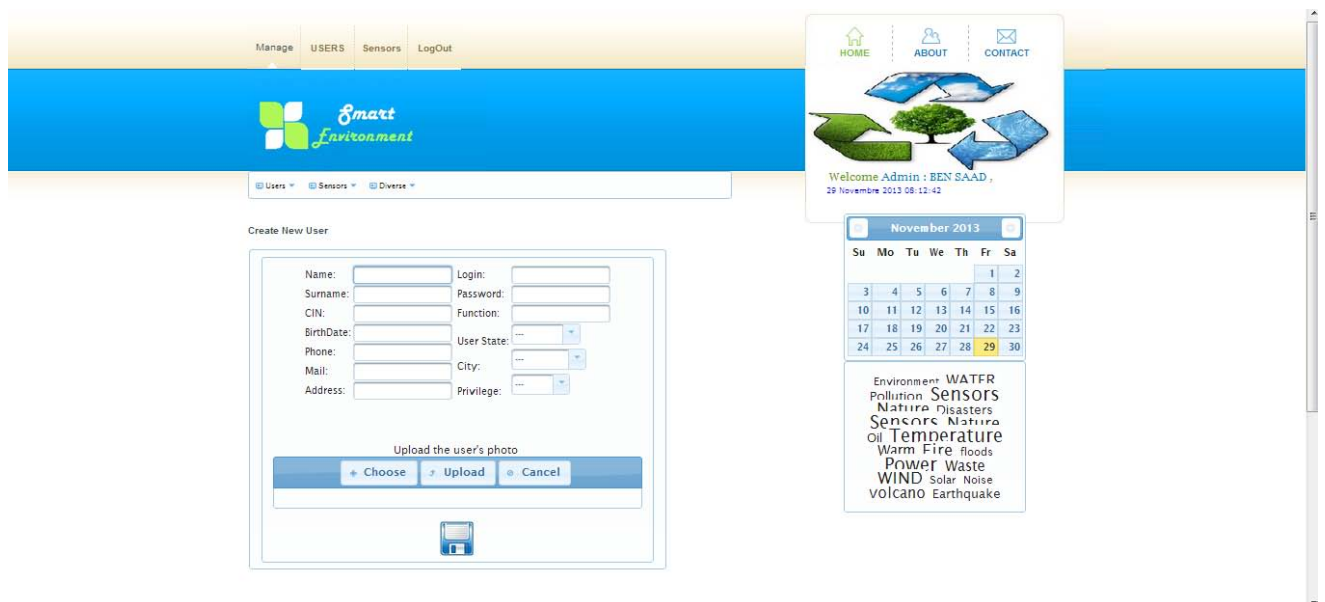 Manage USERS Sensors LogOut
HOME ABOUT CONTACT
Smart
Environment
Welcome Admin : BEN SAAD ,
29 Novembre 2013 08:12:42
Users Sensors Diverse
Create New User
Name: Login:
Surname: Password:
CIN: Function:
BirthDate: User State: ---
Phone: City: ---
Mail: Privilege: ---
Address:
Upload the user's photo
Choose Upload Cancel
November 2013
Su Mo Tu We Th Fr Sa
1 2
3 4 5 6 7 8 9
10 11 12 13 14 15 16
17 18 19 20 21 22 23
24 25 26 27 28 29 30
Environment WATER
Pollution Sensors
Nature Disasters
Sensors Nature
Oil Temperature
Warm Fire floods
Power Waste
WIND Solar Noise
volcano Earthquake